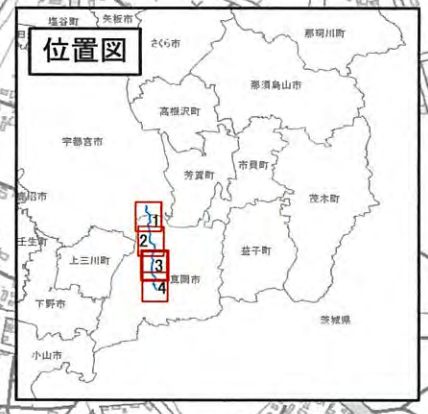 位置図
塩谷町
矢板市
さくら市
那珂川町
那須烏山市
高根沢町
宇都宮市
芳賀町
市貝町
茂木町
鹿沼市
1
壬生町
2
上三川町
益子町
3
真岡市
4
下野市
茨城県
小山市